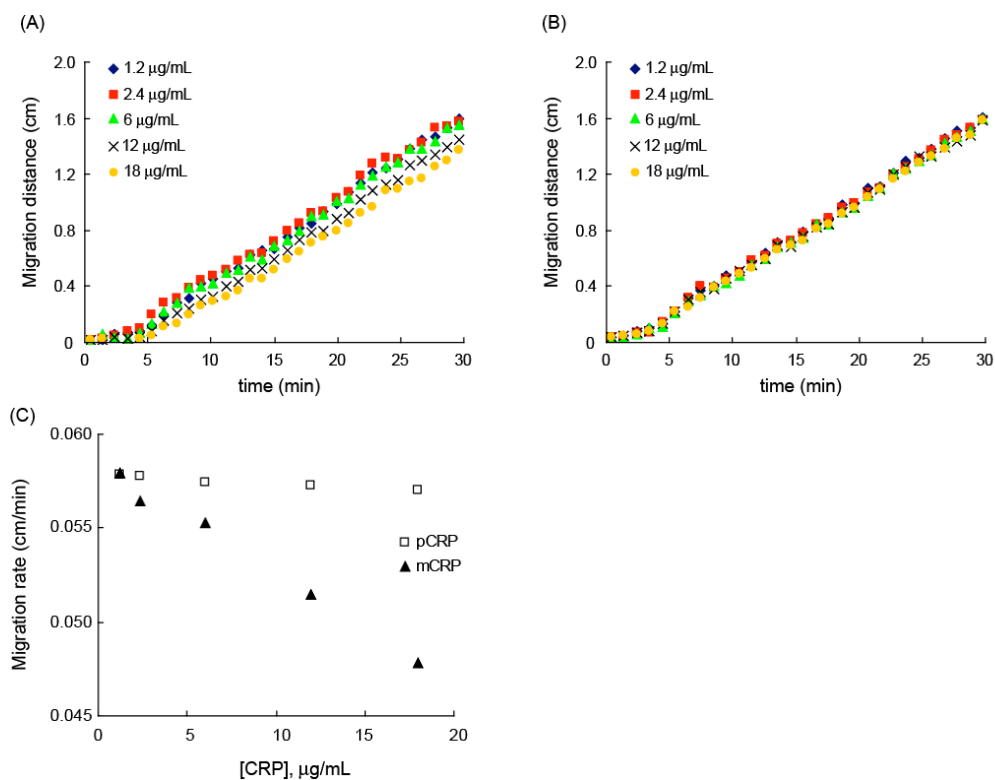 (A)
Migration distance (cm)
2.0
1.6
1.2
0.8
0.4
0
1.2 µg/mL
2.4 µg/mL
6 µg/mL
12 µg/mL
18 µg/mL
0 5 10 15 20 25 30
time (min)
(B)
Migration distance (cm)
2.0
1.6
1.2
0.8
0.4
0
1.2 µg/mL
2.4 µg/mL
6 µg/mL
12 µg/mL
18 µg/mL
0 5 10 15 20 25 30
time (min)
(C)
Migration rate (cm/min)
0.060
0.055
0.050
0.045
pCRP
mCRP
0 5 10 15 20
[CRP], µg/mL